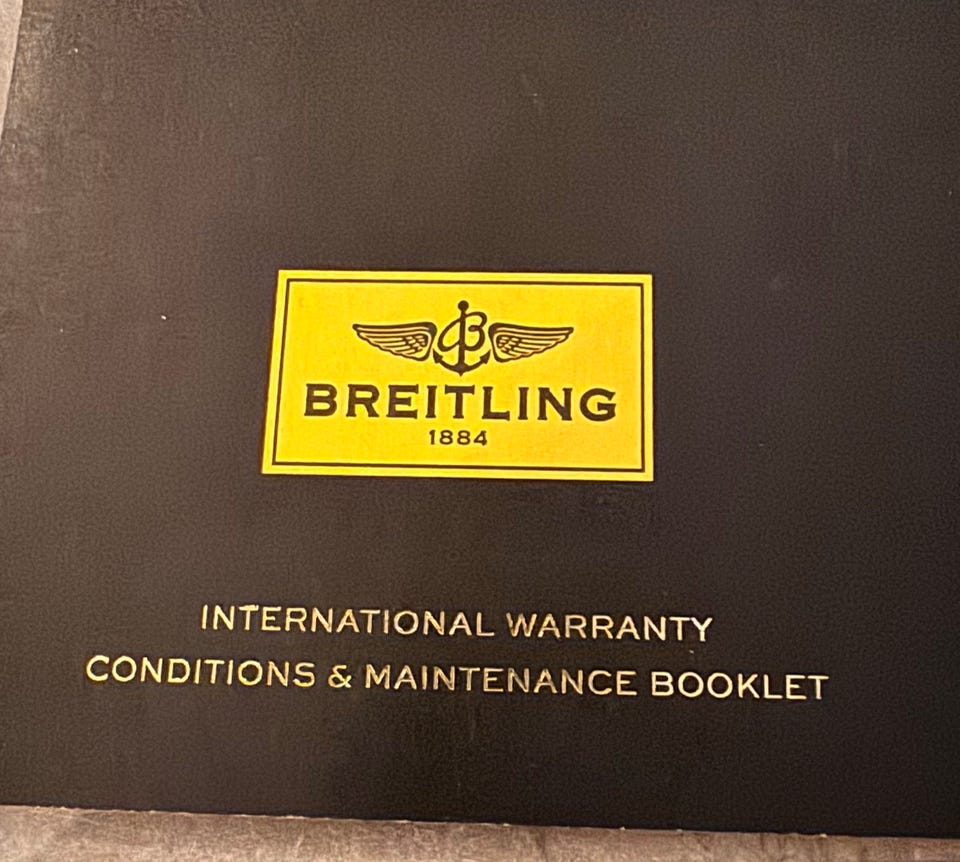 B
BREITLING
1884
INTERNATIONAL WARRANTY
CONDITIONS & MAINTENANCE BOOKLET